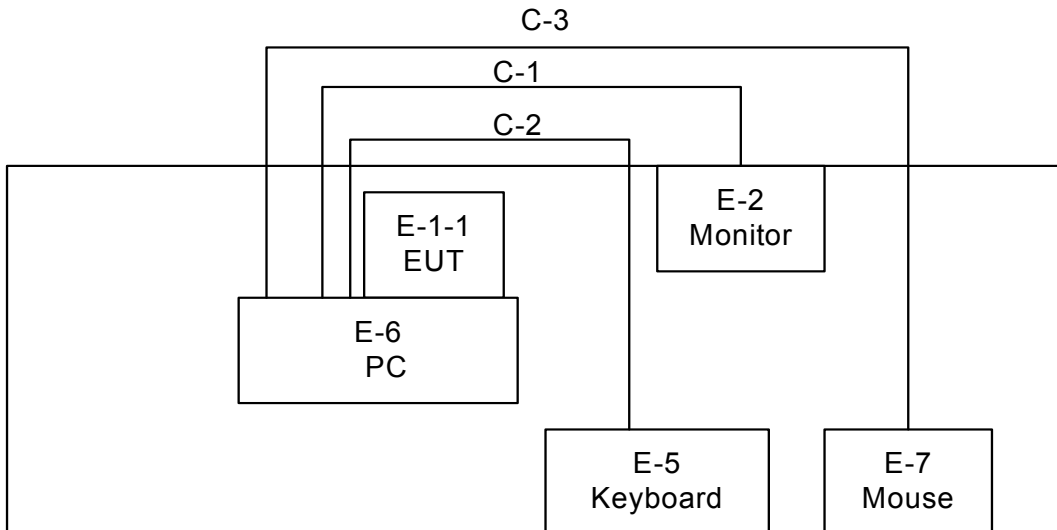 C-3
C-1
C-2
E-1-1
EUT
E-2
Monitor
E-6
PC
E-5
Keyboard
E-7
Mouse